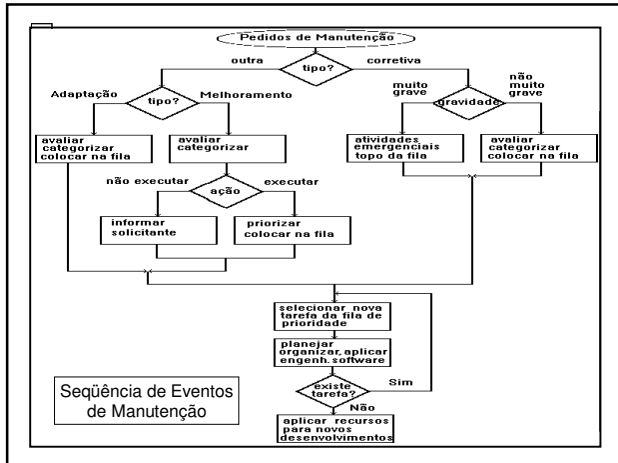 Pedidos de Manutenção
outra
tipo?
corretiva
Adaptação
tipo?
Melhoramento
muito
grave
gravidade
não
muito
grave
avaliar
categorizar
colocar na fila
avaliar
categorizar
atividades
emergenciais
topo da fila
avaliar
categorizar
colocar na fila
não executar
ação
executar
informar
solicitante
priorizar
colocar na fila
selecionar nova
tarefa da fila de
prioridade
planejar
organizar, aplicar
engenh. software
existe
tarefa?
Sim
Não
aplicar recursos
para novos
desenvolvimentos
Seqüência de Eventos
de Manutenção